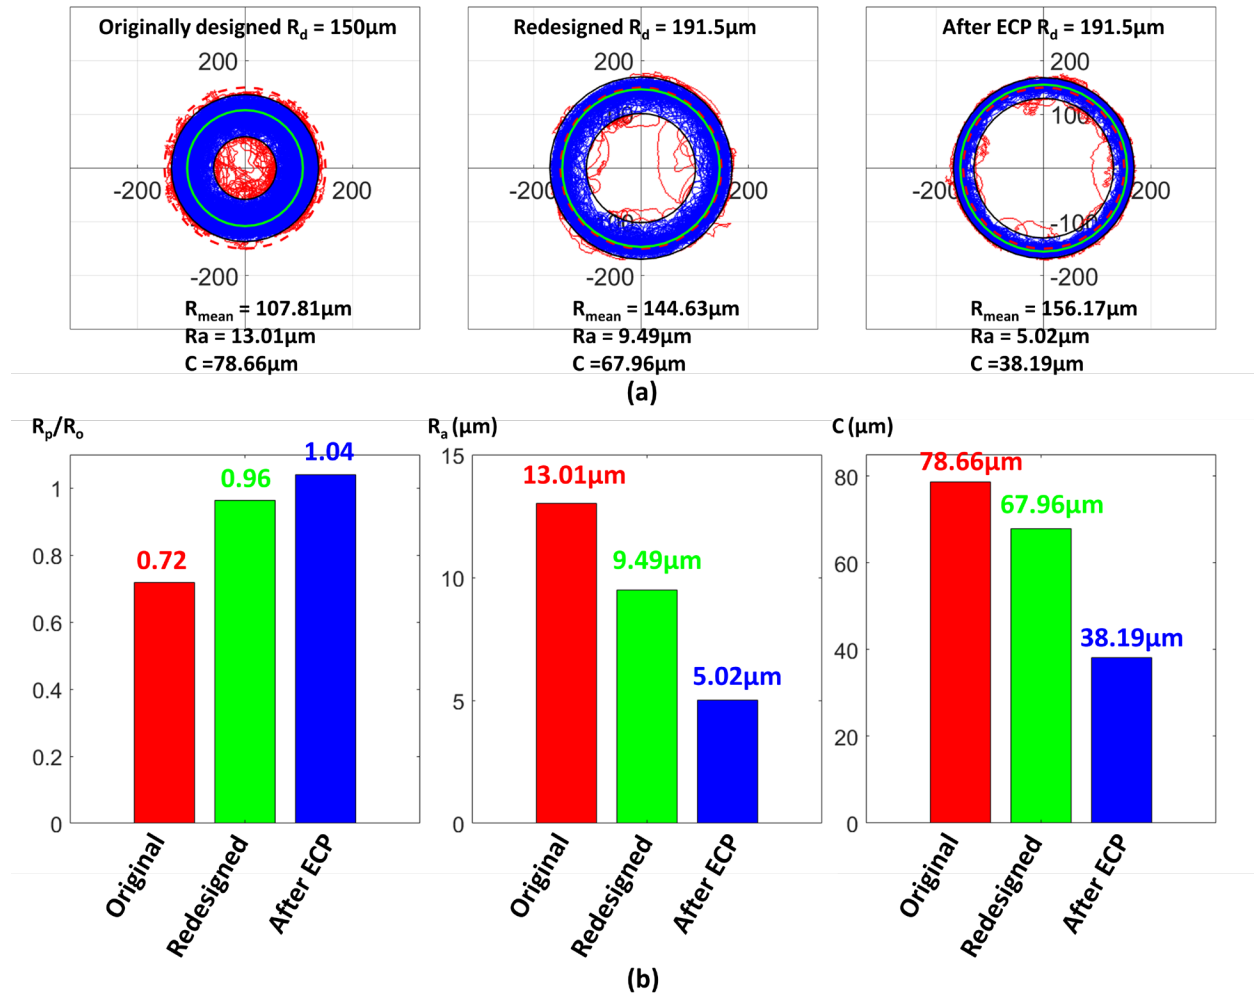 Originally designed Rd = 150µm
200
-200
200
-200
Rmean = 107.81µm
Ra = 13.01µm
C =78.66µm
Redesigned Rd = 191.5µm
200
-200
200
-200
Rmean = 144.63µm
Ra = 9.49µm
C =67.96µm
After ECP Rd = 191.5µm
200
100
-200
200
-100
-200
Rmean = 156.17µm
Ra = 5.02µm
C =38.19µm
(a)
Rp/Ro
1
0.8
0.6
0.4
0.2
0
0.72
0.96
1.04
Original
Redesigned
After ECP
Ra (µm)
15
10
5
0
13.01µm
9.49µm
5.02µm
Original
Redesigned
After ECP
C (µm)
80
60
40
20
0
78.66µm
67.96µm
38.19µm
Original
Redesigned
After ECP
(b)